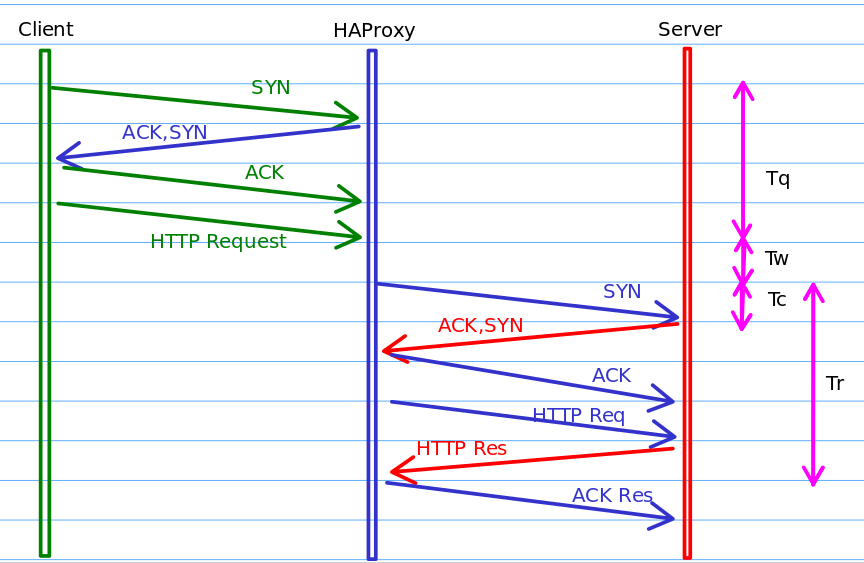 Client
HAProxy
Server
SYN
ACK,SYN
ACK
Tq
HTTP Request
Tw
SYN
Tc
ACK,SYN
ACK
Tr
HTTP Req
HTTP Res
ACK Res